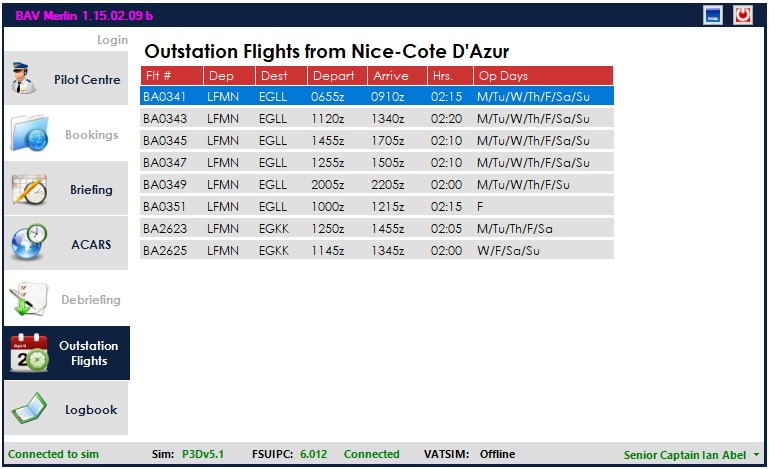 BAV Merlin 1.15.02.09 b
Login
Outstation Flights from Nice-Cote D'Azur
Flt # Dep Dest Depart Arrive Hrs. Op Days
BA0341 LFMN EGLL 0655z 0910z 02:15 M/Tu/W/Th/F/Sa/Su
BA0343 LFMN EGLL 1120z 1340z 02:20 M/Tu/W/Th/F/Sa/Su
BA0345 LFMN EGLL 1455z 1705z 02:10 M/Tu/W/Th/F/Sa/Su
BA0347 LFMN EGLL 1255z 1505z 02:10 M/Tu/W/Th/F/Sa/Su
BA0349 LFMN EGLL 2005z 2205z 02:00 M/Tu/W/Th/F/Su
BA0351 LFMN EGLL 1000z 1215z 02:15 F
BA2623 LFMN EGKK 1250z 1455z 02:05 M/Tu/Th/F/Sa
BA2625 LFMN EGKK 1145z 1345z 02:00 W/F/Sa/Su
Pilot Centre
Bookings
Briefing
ACARS
Debriefing
April
2
Outstation
Flights
Logbook
Connected to sim Sim: P3Dv5.1 FSUIPC: 6.012 Connected VATSIM: Offline Senior Captain Ian Abel